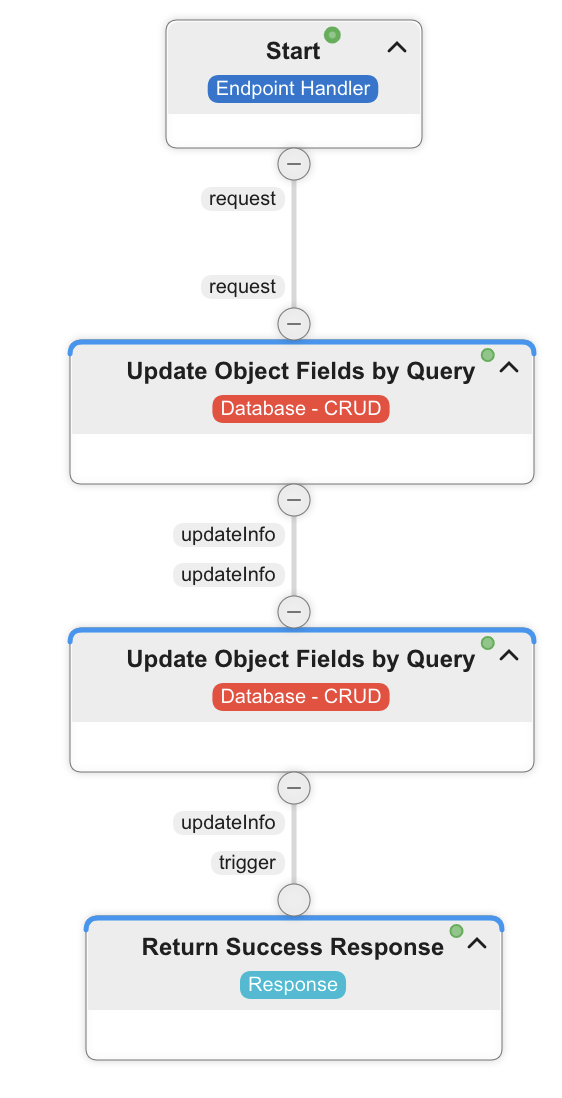 Start
Endpoint Handler
request
request
Update Object Fields by Query
Database - CRUD
updateInfo
updateInfo
Update Object Fields by Query
Database - CRUD
updateInfo
trigger
Return Success Response
Response